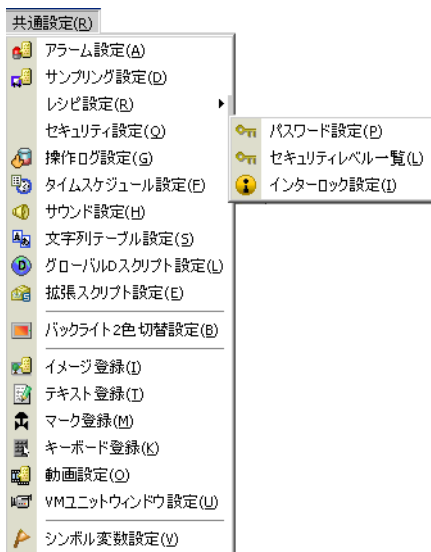 共通設定(R)
アラーム設定(A)
サンプリング設定(D)
レシピ設定(R)
セキュリティ設定(Q)
操作ログ設定(G)
タイムスケジュール設定(F)
サウンド設定(H)
文字列テーブル設定(S)
グローバルDスクリプト設定(L)
拡張スクリプト設定(E)
バックライト2色切替設定(B)
イメージ登録(I)
テキスト登録(T)
マーク登録(M)
キーボード登録(K)
動画設定(O)
VMユニットウィンドウ設定(U)
シンボル変数設定(V)
パスワード設定(P)
セキュリティレベル一覧(L)
インターロック設定(I)